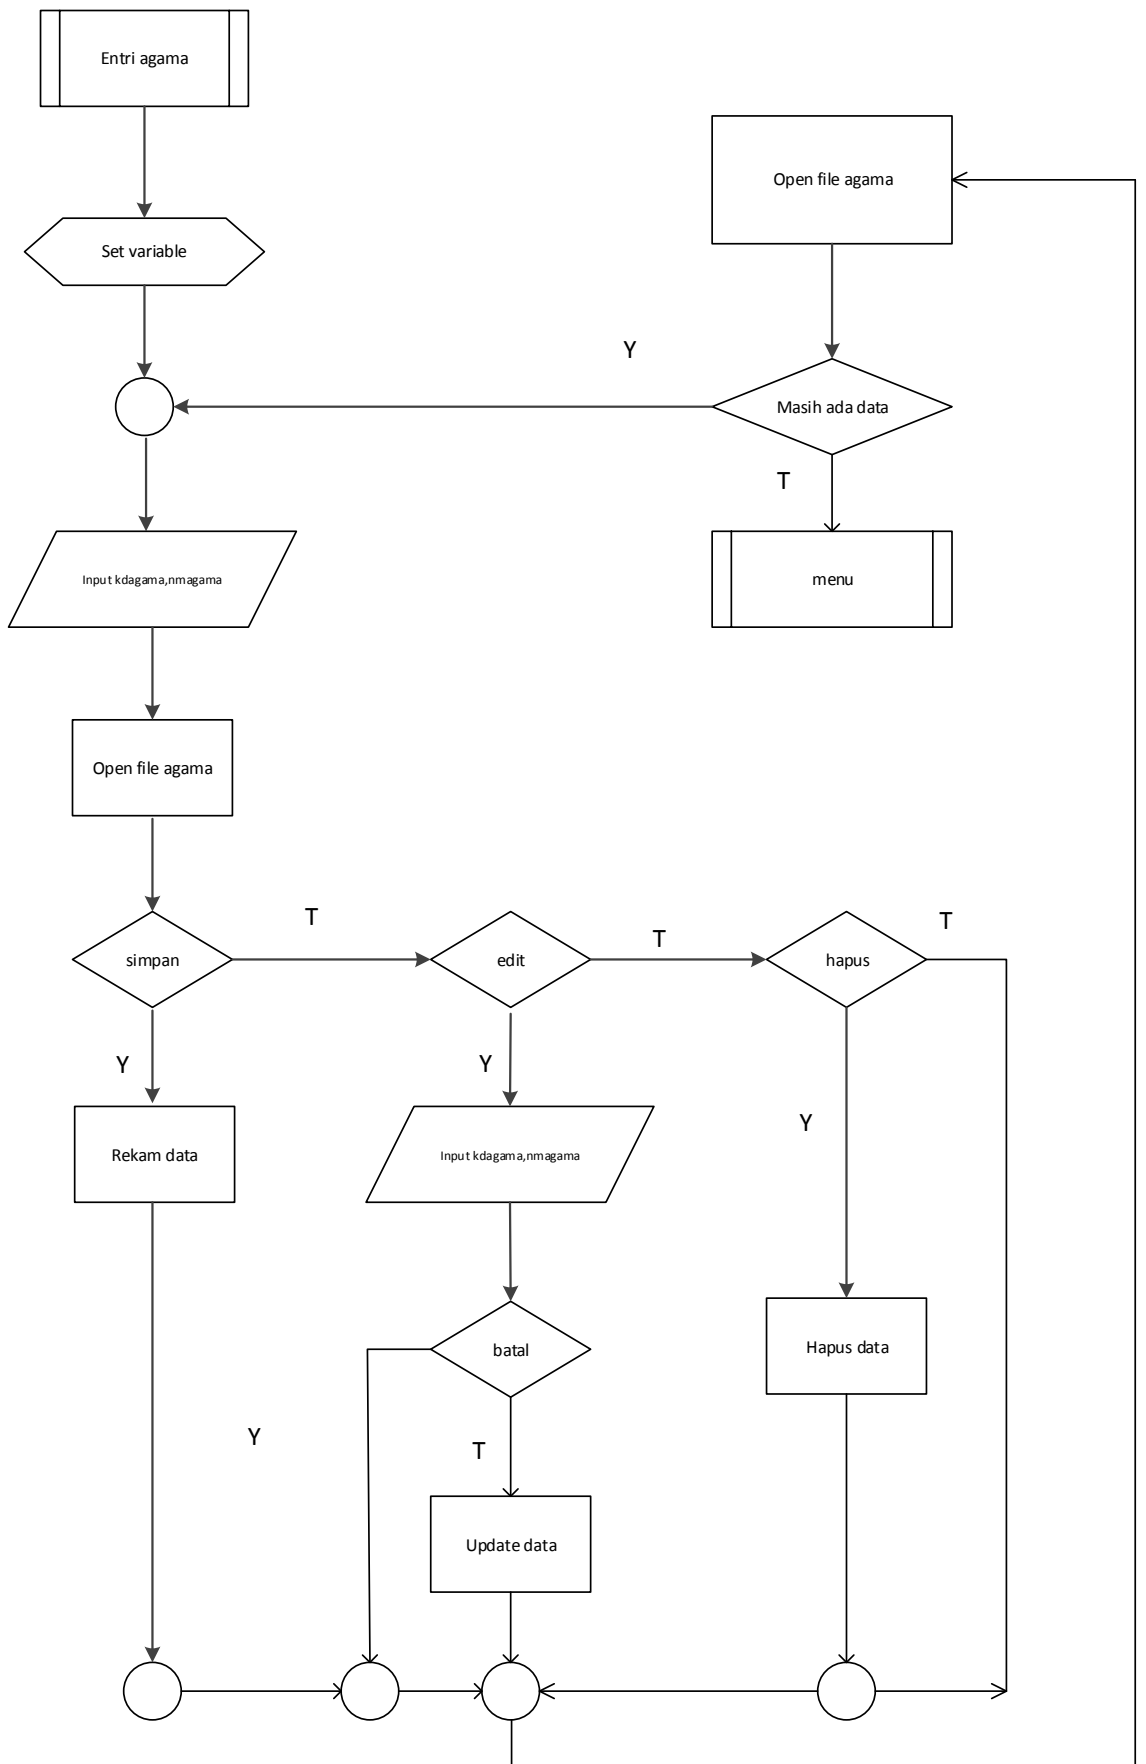 Entri agama
Open file agama
Set variable
Y
Masih ada data
T
Input kdagama,nmagama
menu
Open file agama
T
T
T
simpan
edit
hapus
Y
Y
Y
Rekam data
Input kdagama,nmagama
batal
Hapus data
Y
T
Update data